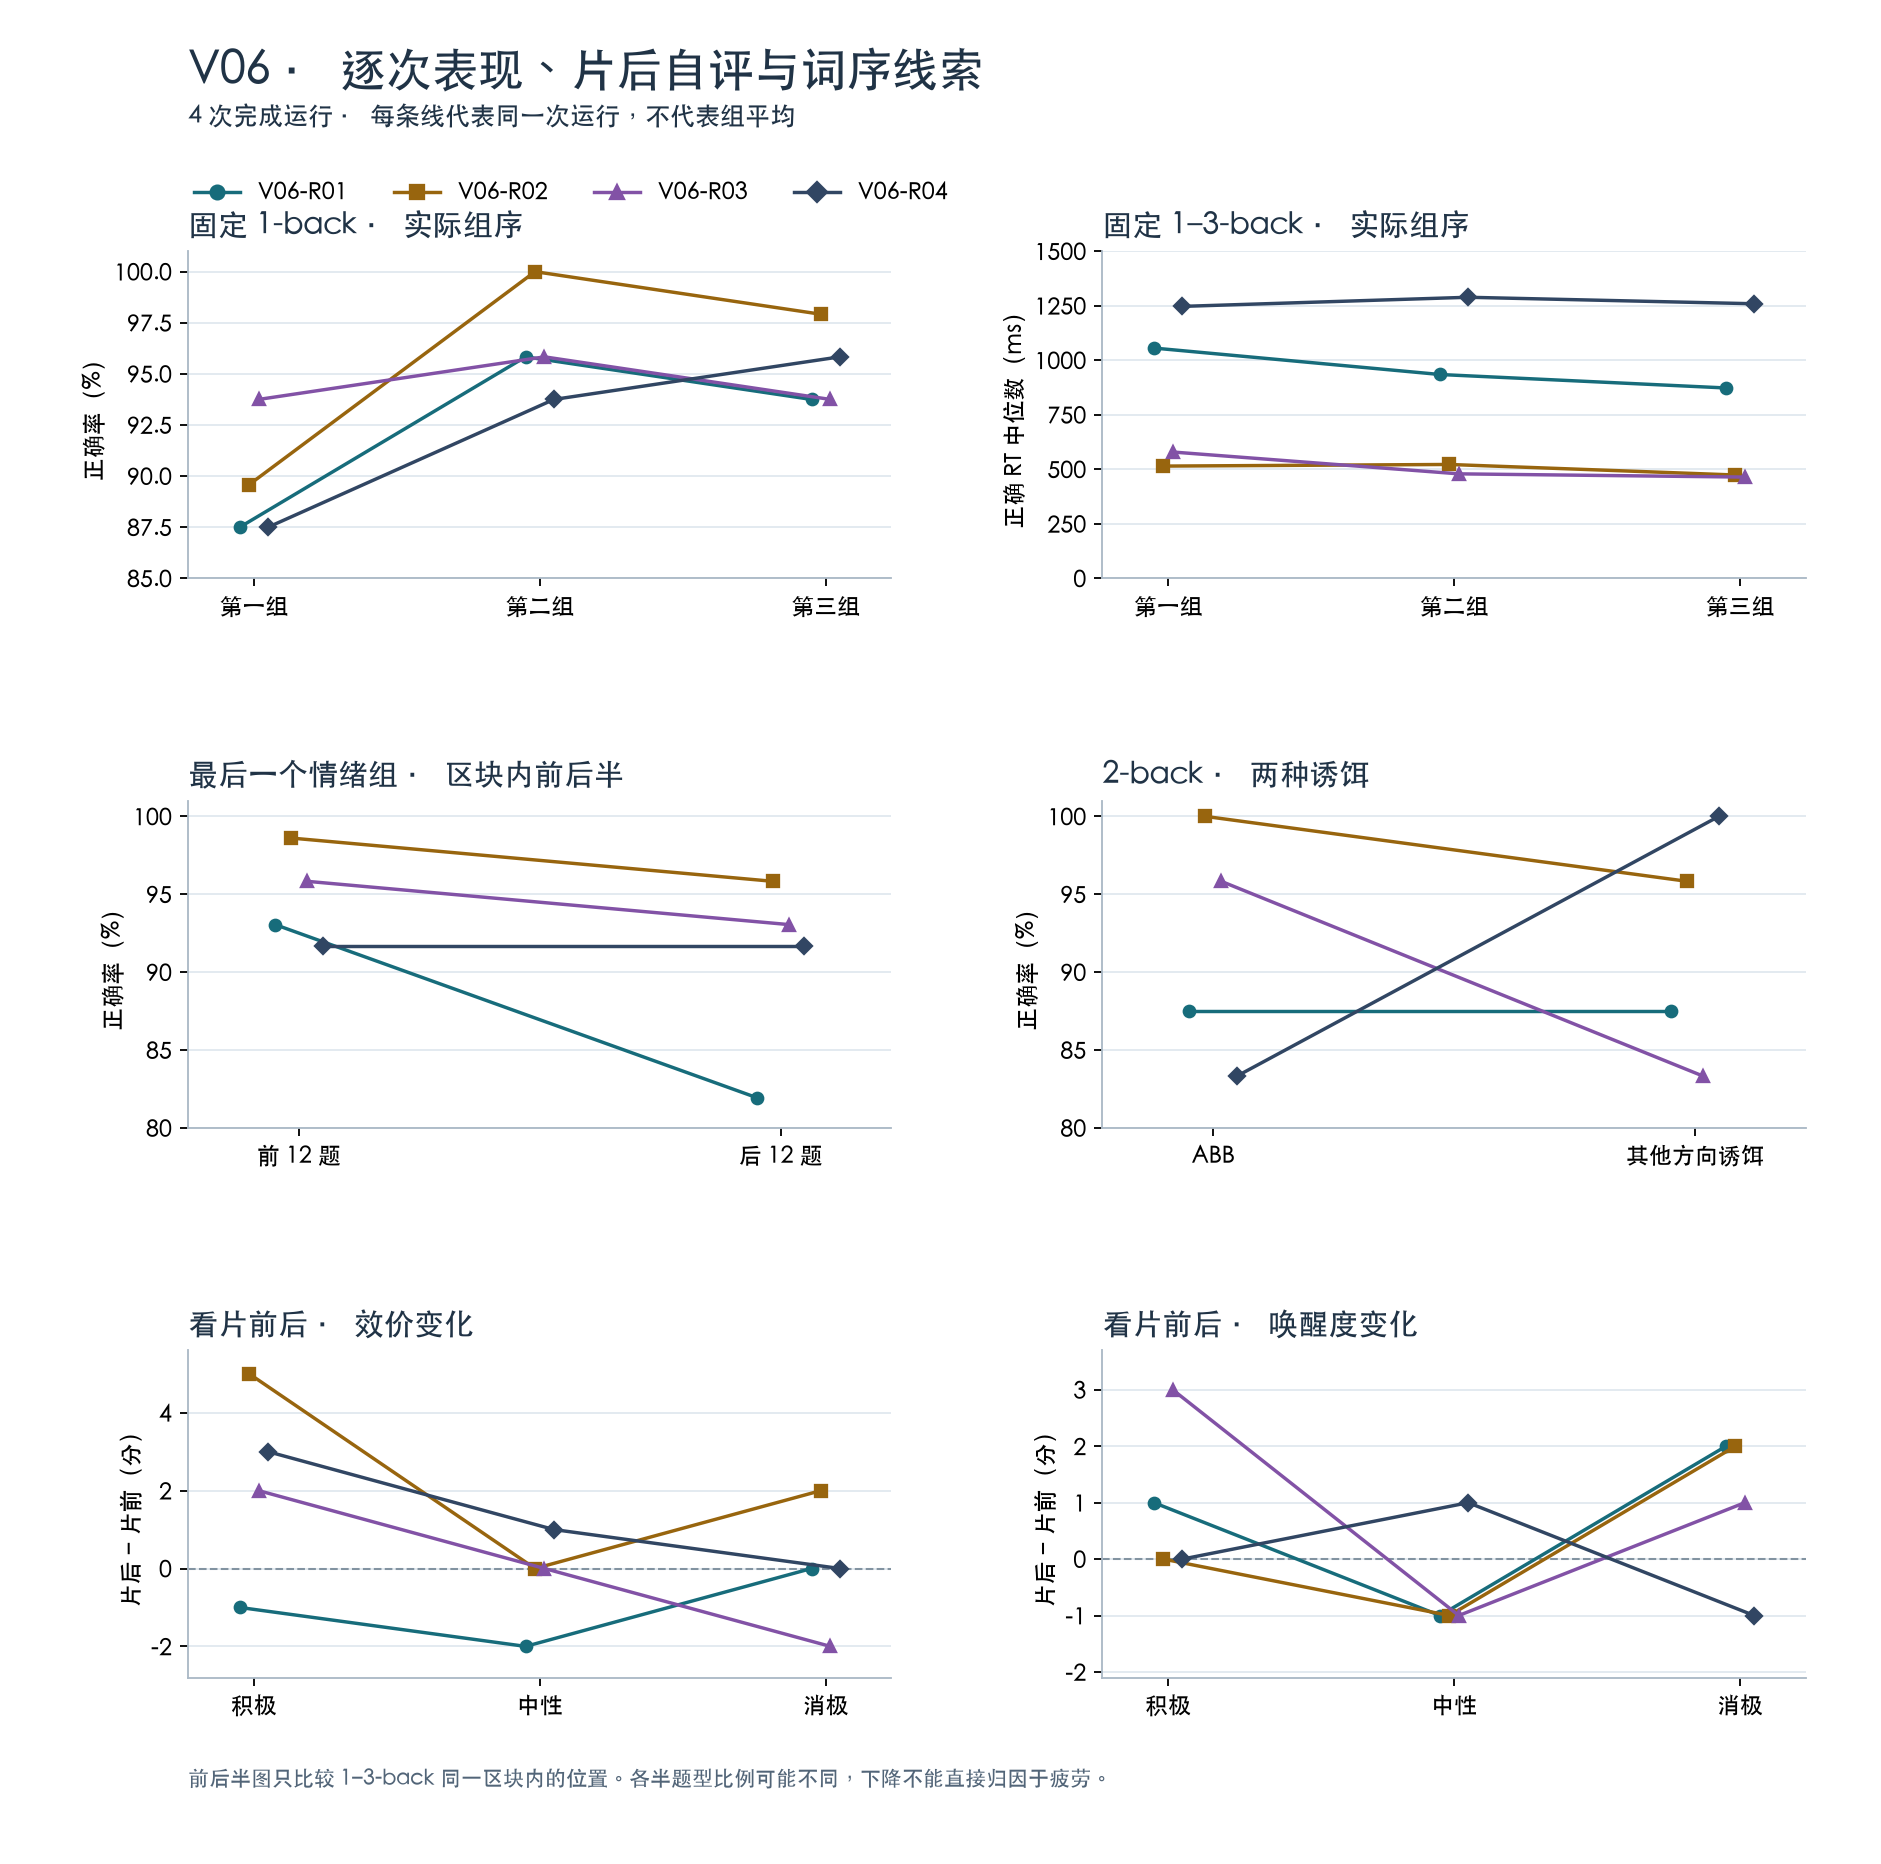 V06 · 逐次表现、片后自评与词序线索
4 次完成运行 · 每条线代表同一次运行，不代表组平均
V06-R01 V06-R02 V06-R03 V06-R04
固定 1-back · 实际组序
正确率（%）
100.0
97.5
95.0
92.5
90.0
87.5
85.0
第一组 第二组 第三组
固定 1–3-back · 实际组序
正确 RT 中位数（ms）
1500
1250
1000
750
500
250
0
第一组 第二组 第三组
最后一个情绪组 · 区块内前后半
正确率（%）
100
95
90
85
80
前 12 题 后 12 题
2-back · 两种诱饵
正确率（%）
100
95
90
85
80
ABB 其他方向诱饵
看片前后 · 效价变化
片后 − 片前（分）
4
2
0
-2
积极 中性 消极
看片前后 · 唤醒度变化
片后 − 片前（分）
3
2
1
0
-1
-2
积极 中性 消极
前后半图只比较 1–3-back 同一区块内的位置。各半题型比例可能不同，下降不能直接归因于疲劳。